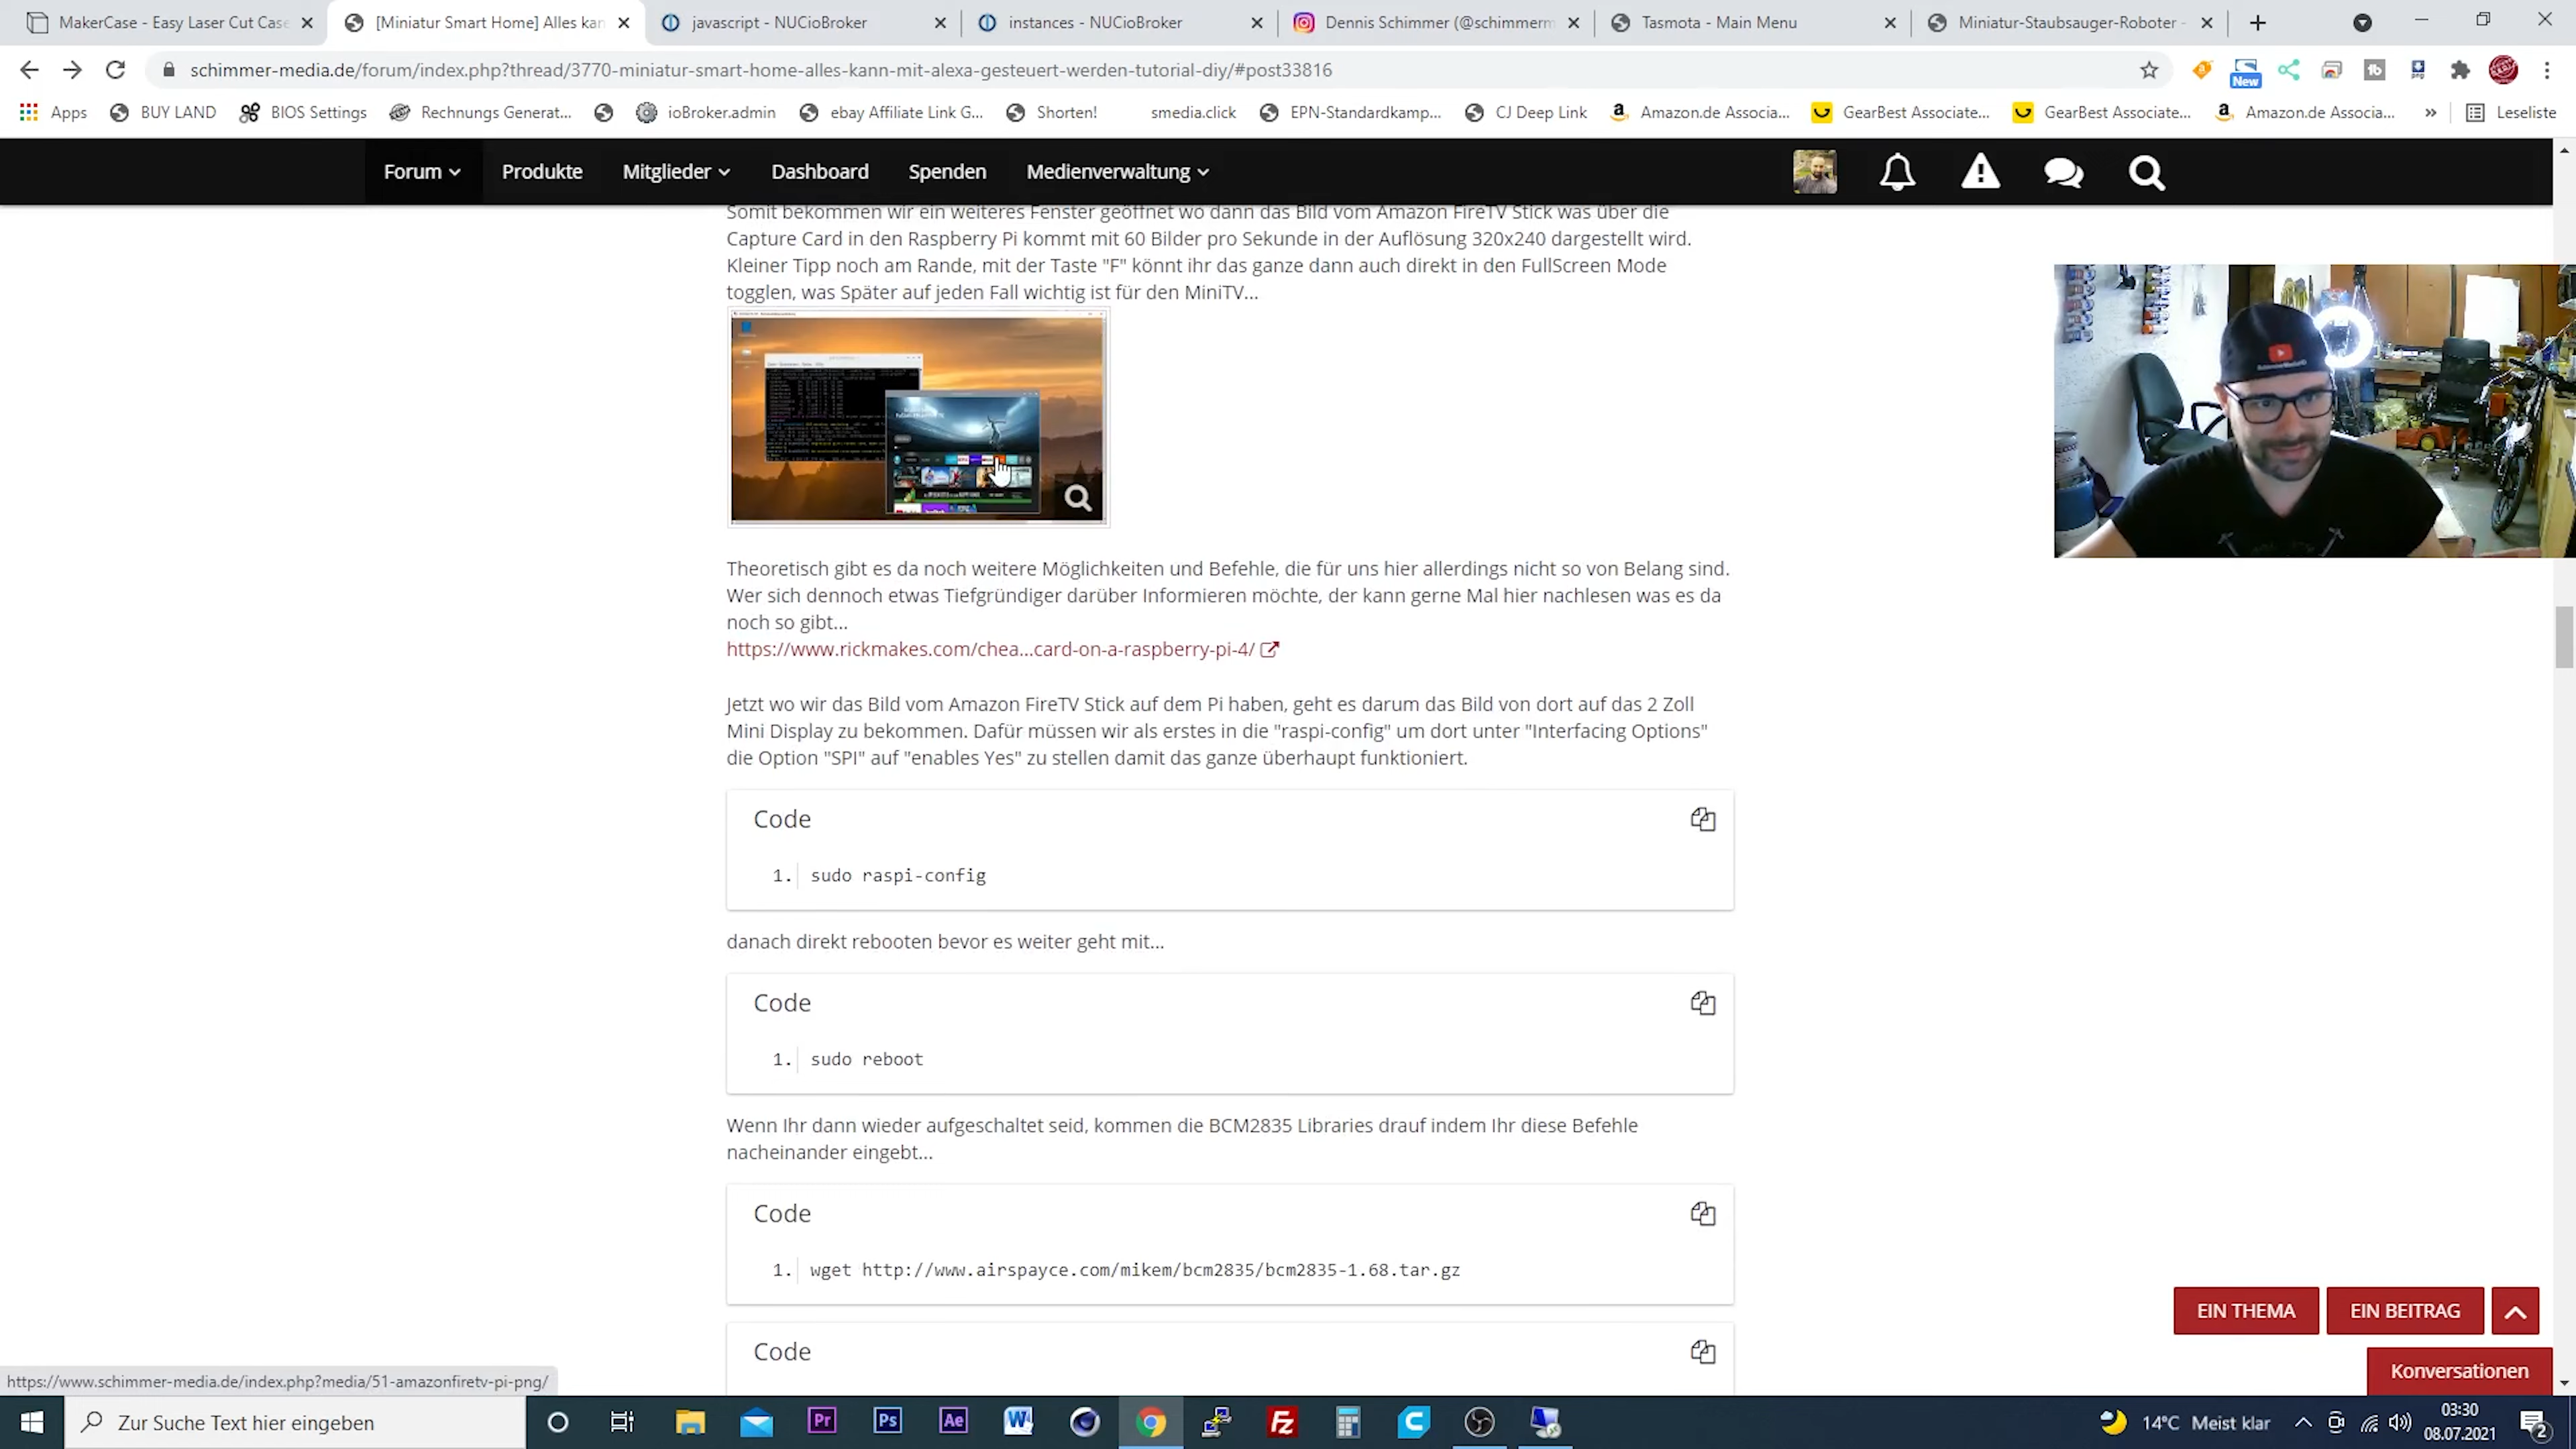 MakerCase - Easy Laser Cut Case
[Miniatur Smart Home] Alles kan
javascript - NUCioBroker
instances - NUCioBroker
Dennis Schimmer (@schimmerm
Tasmota - Main Menu
Miniatur-Staubsauger-Roboter -
schimmer-media.de/forum/index.php?thread/3770-miniatur-smart-home-alles-kann-mit-alexa-gesteuert-werden-tutorial-diy/#post33816
New
Apps
BUY LAND
BIOS Settings
Rechnungs Generat...
ioBroker.admin
ebay Affiliate Link G...
Shorten!
smedia.click
EPN-Standardkamp...
CJ Deep Link
Amazon.de Associa...
GearBest Associate...
GearBest Associate...
Amazon.de Associa...
»
Leseliste
Forum
Produkte
Mitglieder
Dashboard
Spenden
Medienverwaltung
Somit bekommen wir ein weiteres Fenster geöffnet wo dann das Bild vom Amazon FireTV Stick was über die
Capture Card in den Raspberry Pi kommt mit 60 Bilder pro Sekunde in der Auflösung 320x240 dargestellt wird.
Kleiner Tipp noch am Rande, mit der Taste "F" könnt ihr das ganze dann auch direkt in den FullScreen Mode
togglen, was Später auf jeden Fall wichtig ist für den MiniTV...
Theoretisch gibt es da noch weitere Möglichkeiten und Befehle, die für uns hier allerdings nicht so von Belang sind.
Wer sich dennoch etwas Tiefgründiger darüber Informieren möchte, der kann gerne Mal hier nachlesen was es da
noch so gibt...
https://www.rickmakes.com/chea...card-on-a-raspberry-pi-4/
Jetzt wo wir das Bild vom Amazon FireTV Stick auf dem Pi haben, geht es darum das Bild von dort auf das 2 Zoll
Mini Display zu bekommen. Dafür müssen wir als erstes in die "raspi-config" um dort unter "Interfacing Options"
die Option "SPI" auf "enables Yes" zu stellen damit das ganze überhaupt funktioniert.
Code
1. sudo raspi-config
danach direkt rebooten bevor es weiter geht mit...
Code
1. sudo reboot
Wenn Ihr dann wieder aufgeschaltet seid, kommen die BCM2835 Libraries drauf indem Ihr diese Befehle
nacheinander eingebt...
Code
1. wget http://www.airspayce.com/mikem/bcm2835/bcm2835-1.68.tar.gz
Code
EIN THEMA
EIN BEITRAG
Konversationen
https://www.schimmer-media.de/index.php?media/51-amazonfiretv-pi-png/
Zur Suche Text hier eingeben
Pr
Ps
Ae
W
Fz
C
14°C Meist klar
03:30
08.07.2021
2